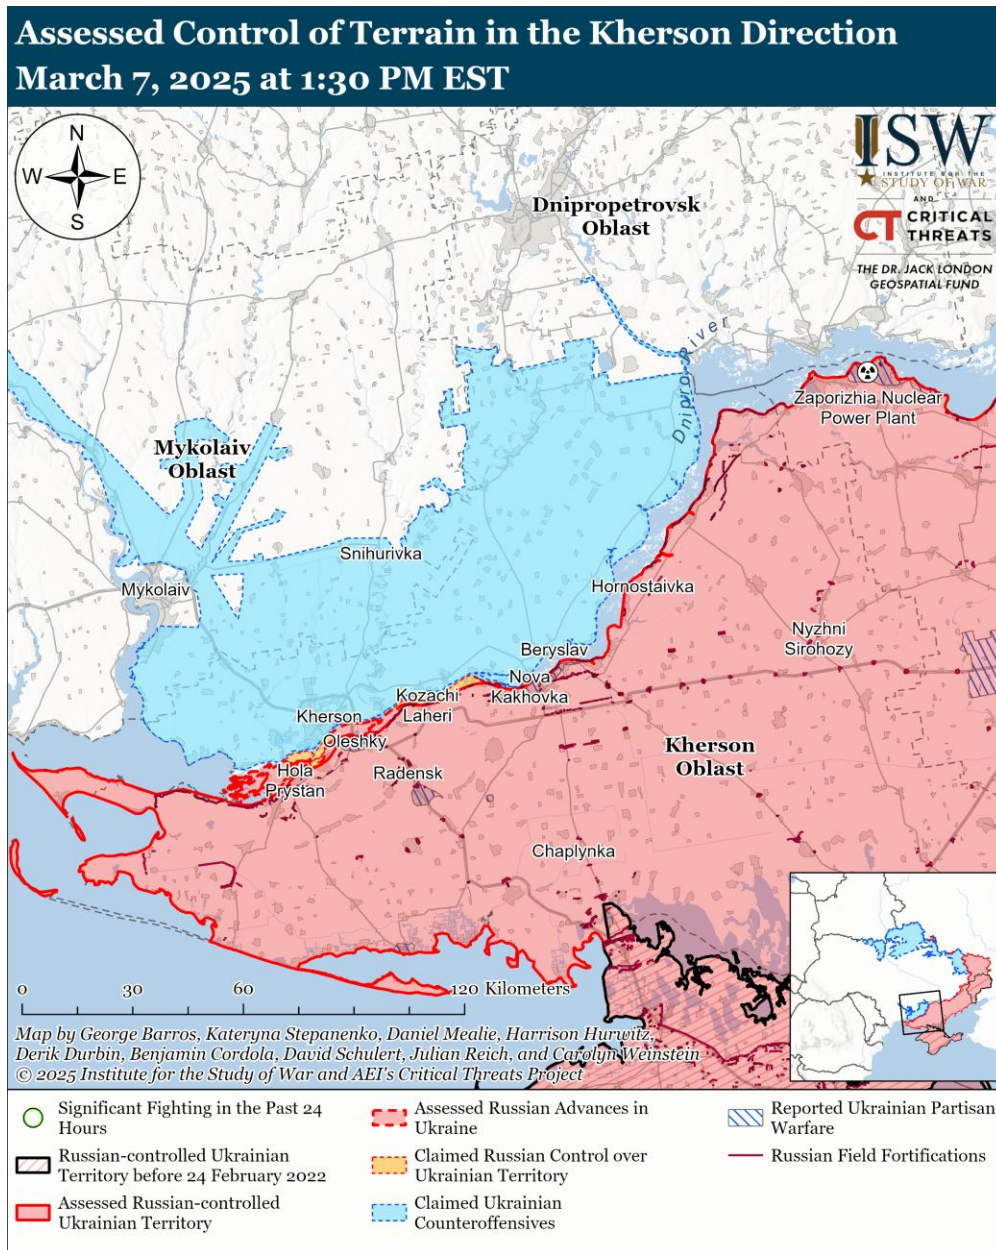 Assessed Control of Terrain in the Kherson Direction
March 7, 2025 at 1:30 PM EST
N
W E
S
ISW
INSTITUTE FOR THE
STUDY OF WAR
AND
CT CRITICAL
THREATS
THE DR. JACK LONDON
GEOSPATIAL FUND
Dnipropetrovsk
Oblast
Dnipro River
Zaporizhia Nuclear
Power Plant
Mykolaiv
Oblast
Snihurivka
Mykolaiv
Hornostaivka
Nyzhni
Sirohozy
Beryslav
Nova
Kakhovka
Kozachi
Laheri
Kherson
Oleshky
Hola
Prystan
Radensk
Kherson
Oblast
Chaplynka
0 30 60 120 Kilometers
Map by George Barros, Kateryna Stepanenko, Daniel Mealie, Harrison Hurwitz,
Derik Durbin, Benjamin Cordola, David Schulert, Julian Reich, and Carolyn Weinstein
© 2025 Institute for the Study of War and AEI's Critical Threats Project
Significant Fighting in the Past 24
Hours
Russian-controlled Ukrainian
Territory before 24 February 2022
Assessed Russian-controlled
Ukrainian Territory
Assessed Russian Advances in
Ukraine
Claimed Russian Control over
Ukrainian Territory
Claimed Ukrainian
Counteroffensives
Reported Ukrainian Partisan
Warfare
Russian Field Fortifications